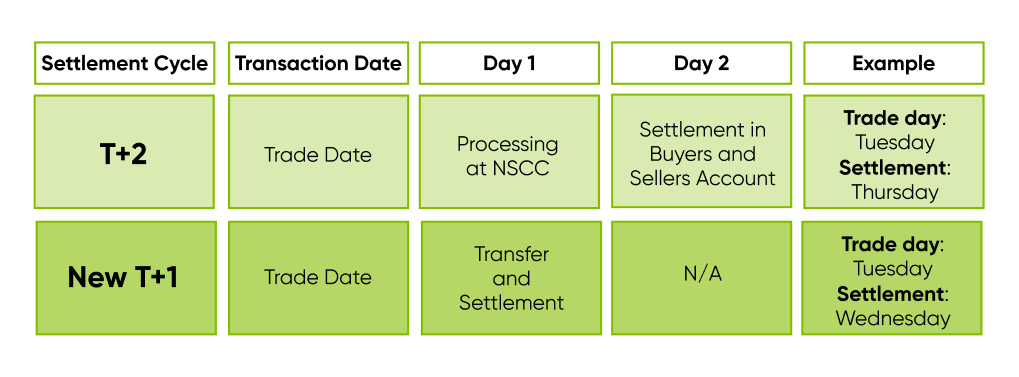 Settlement Cycle
Transaction Date
Day 1
Day 2
Example
T+2
Trade Date
Processing
at NSCC
Settlement in
Buyers and
Sellers Account
Trade day:
Tuesday
Settlement:
Thursday
New T+1
Trade Date
Transfer
and
Settlement
N/A
Trade day:
Tuesday
Settlement:
Wednesday